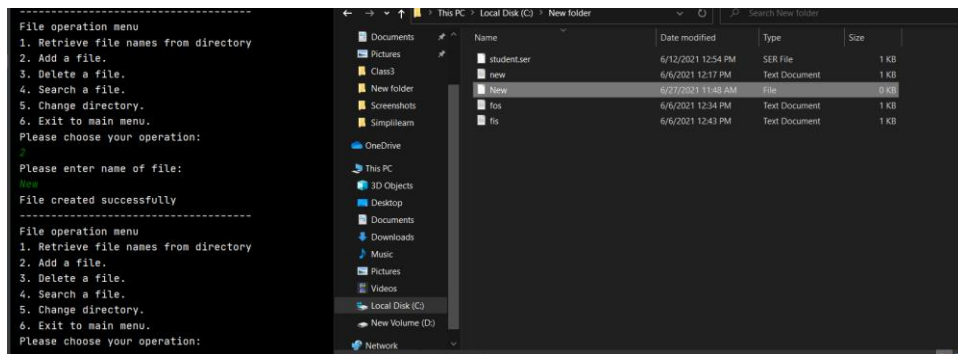 ------------------------------------
File operation menu
1. Retrieve file names from directory
2. Add a file.
3. Delete a file.
4. Search a file.
5. Change directory.
6. Exit to main menu.
Please choose your operation:
2
Please enter name of file:
New
File created successfully
------------------------------------
File operation menu
1. Retrieve file names from directory
2. Add a file.
3. Delete a file.
4. Search a file.
5. Change directory.
6. Exit to main menu.
Please choose your operation:
This PC > Local Disk (C:) > New folder
Search New folder
Documents
Pictures
Class3
New folder
Screenshots
Simplilearn
OneDrive
This PC
3D Objects
Desktop
Documents
Downloads
Music
Pictures
Videos
Local Disk (C:)
New Volume (D:)
Network
Name Date modified Type Size
student.ser 6/12/2021 12:54 PM SER File 1 KB
new 6/6/2021 12:17 PM Text Document 1 KB
New 6/27/2021 11:48 AM File 0 KB
fos 6/6/2021 12:34 PM Text Document 1 KB
fis 6/6/2021 12:43 PM Text Document 1 KB